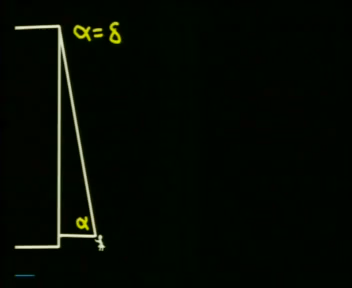 α = δ
α